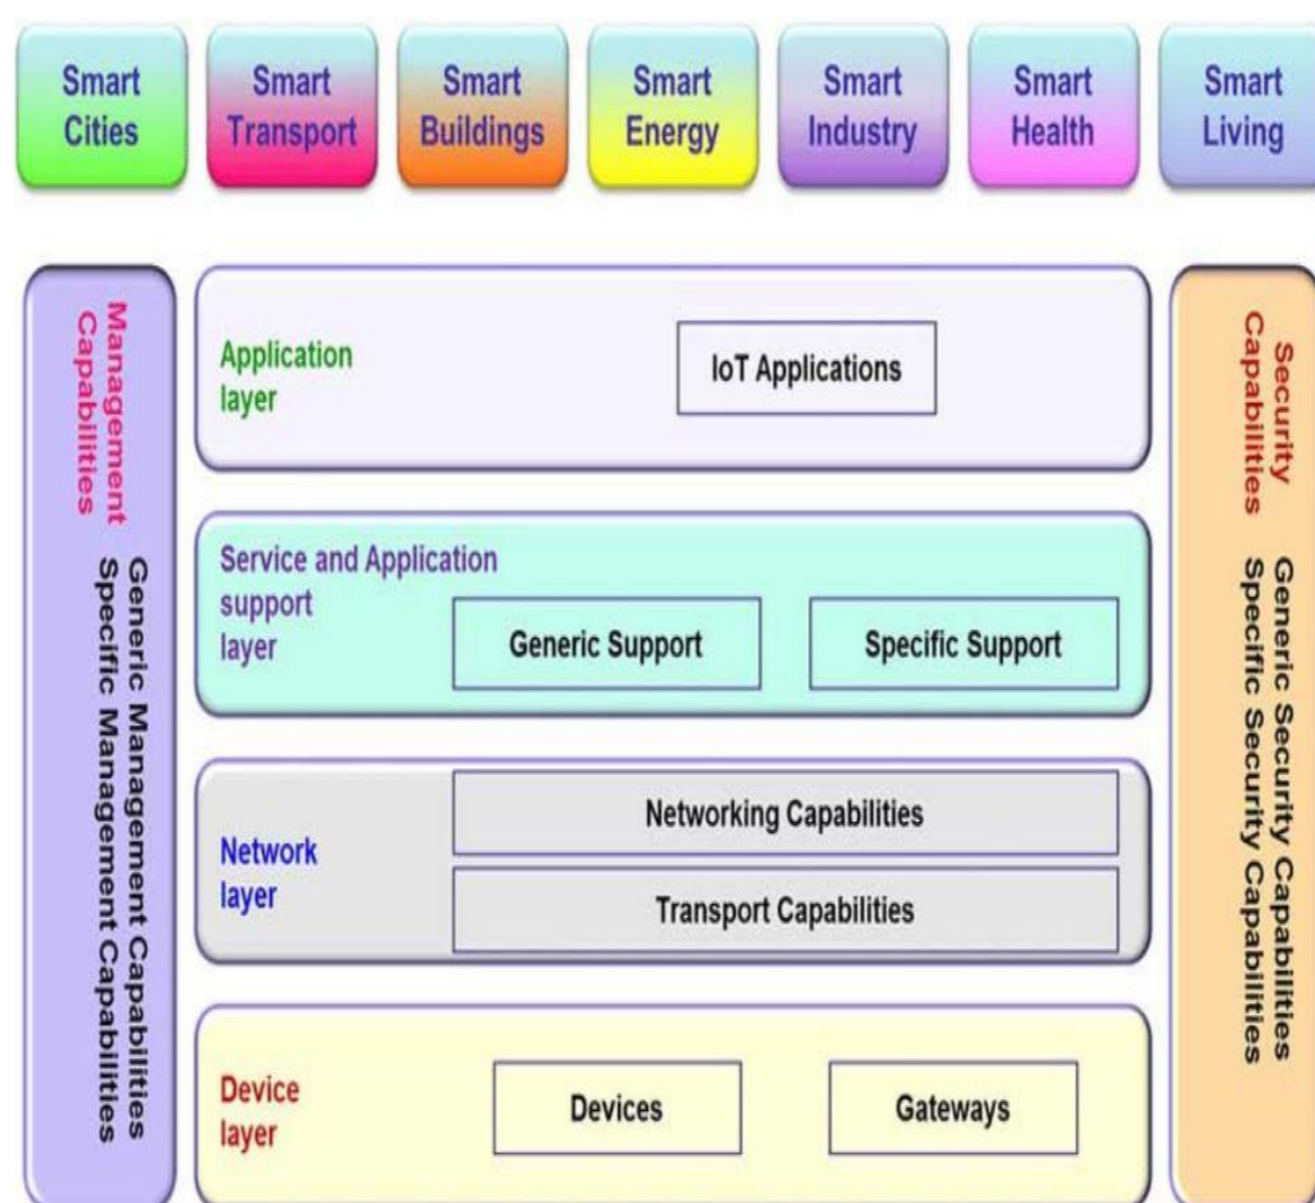 Smart
Cities
Smart
Transport
Smart
Buildings
Smart
Energy
Smart
Industry
Smart
Health
Smart
Living
Management
Capabilities
Generic Management Capabilities
Specific Management Capabilities
Application
layer
IoT Applications
Service and Application
support
layer
Generic Support
Specific Support
Network
layer
Networking Capabilities
Transport Capabilities
Device
layer
Devices
Gateways
Security
Capabilities
Generic Security Capabilities
Specific Security Capabilities